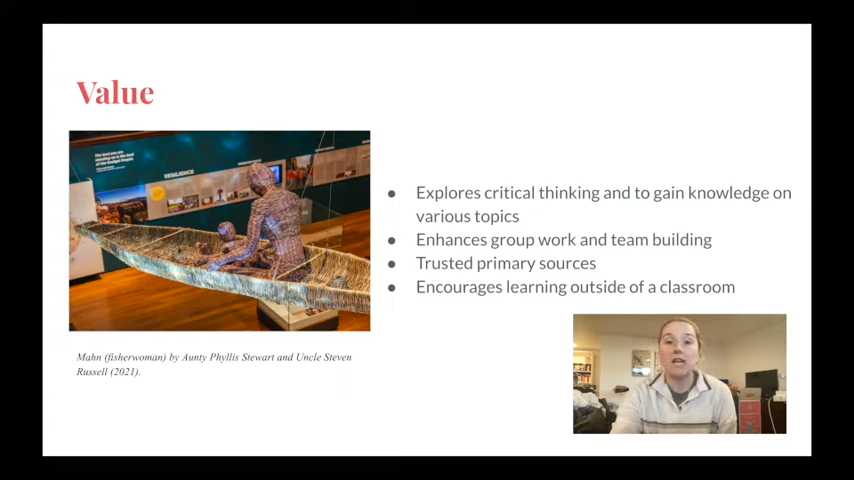 Value
RESILIENCE
Explores critical thinking and to gain knowledge on
various topics
Enhances group work and team building
Trusted primary sources
Encourages learning outside of a classroom
Mahn (fisherwoman) by Aunty Phyllis Stewart and Uncle Steven
Russell (2021).